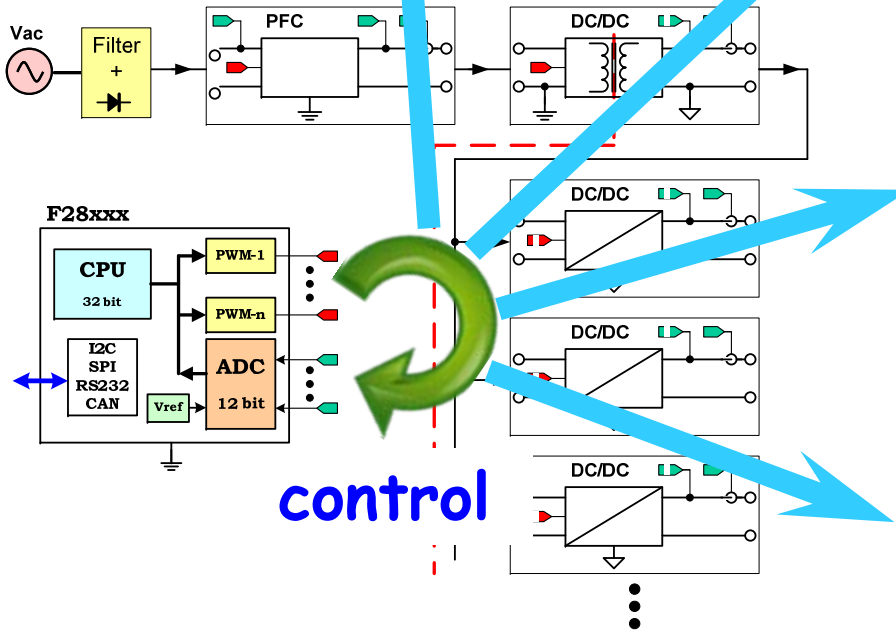 Vac
Filter
+
PFC
DC/DC
DC/DC
F28xxx
CPU
32 bit
PWM-1
PWM-n
I2C
SPI
RS232
CAN
ADC
12 bit
Vref
DC/DC
control
DC/DC